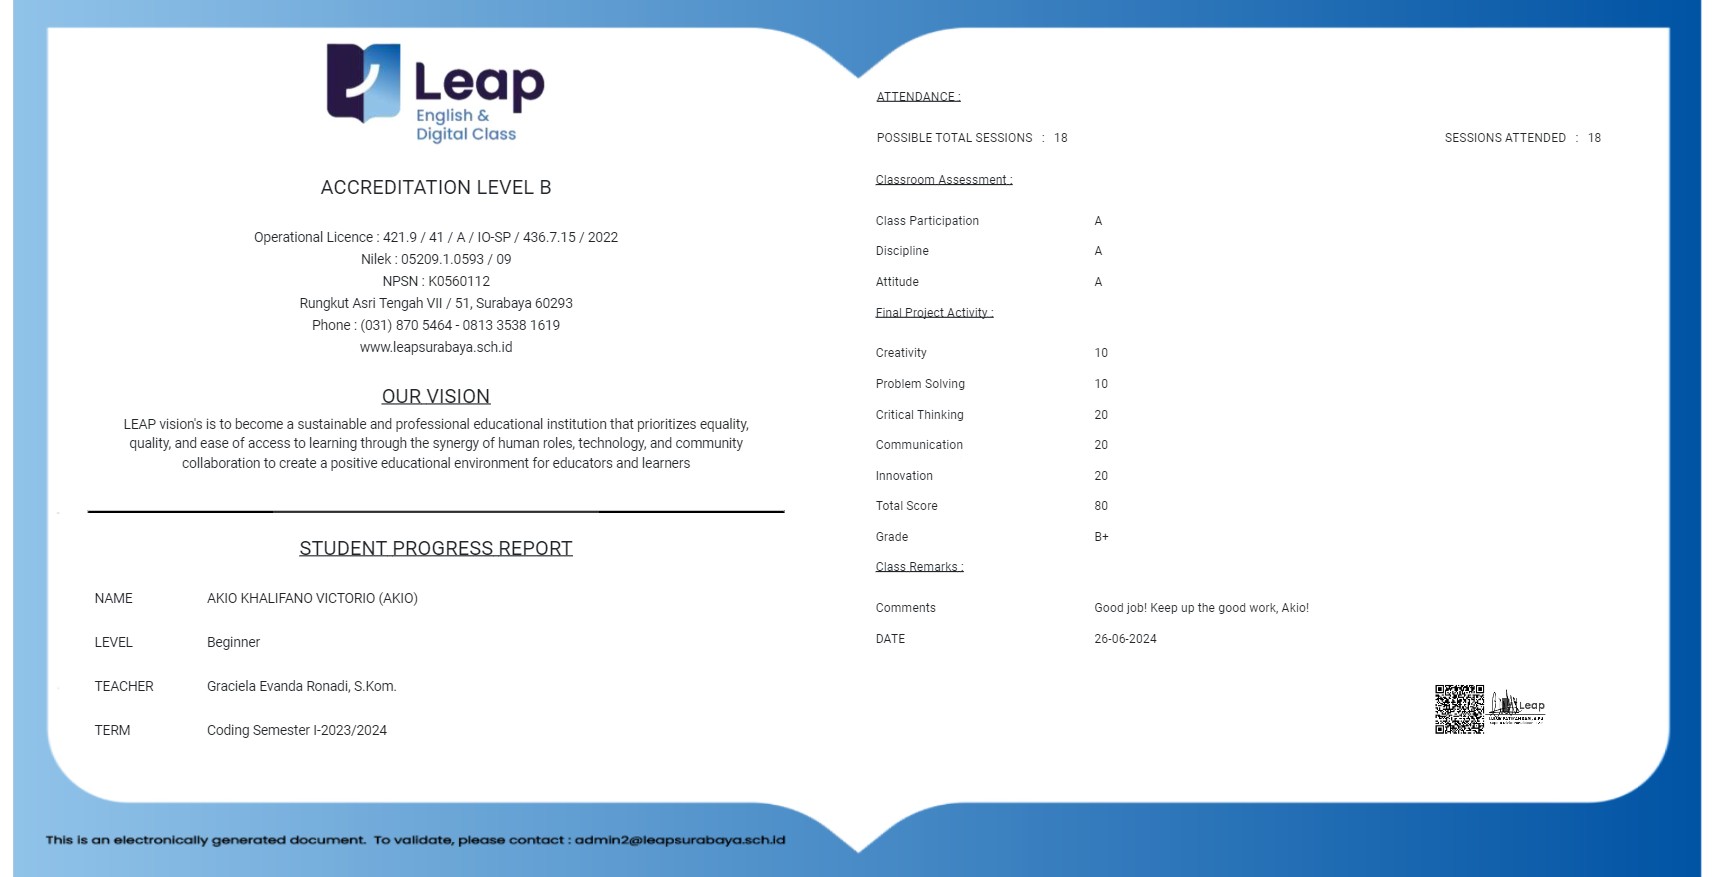 Leap
English &
Digital Class
ACCREDITATION LEVEL B
Operational Licence : 421.9 / 41 / A / IO-SP / 436.7.15 / 2022
Nilek : 05209.1.0593 / 09
NPSN : K0560112
Rungkut Asri Tengah VII / 51, Surabaya 60293
Phone : (031) 870 5464 - 0813 3538 1619
www.leapsurabaya.sch.id
OUR VISION
LEAP vision's is to become a sustainable and professional educational institution that prioritizes equality,
quality, and ease of access to learning through the synergy of human roles, technology, and community
collaboration to create a positive educational environment for educators and learners
STUDENT PROGRESS REPORT
NAME AKIO KHALIFANO VICTORIO (AKIO)
LEVEL Beginner
TEACHER Graciela Evanda Ronadi, S.Kom.
TERM Coding Semester I-2023/2024
ATTENDANCE :
POSSIBLE TOTAL SESSIONS : 18 SESSIONS ATTENDED : 18
Classroom Assessment :
Class Participation A
Discipline A
Attitude A
Final Project Activity :
Creativity 10
Problem Solving 10
Critical Thinking 20
Communication 20
Innovation 20
Total Score 80
Grade B+
Class Remarks :
Comments Good job! Keep up the good work, Akio!
DATE 26-06-2024
Leap
This is an electronically generated document. To validate, please contact : admin2@leapsurabaya.sch.id